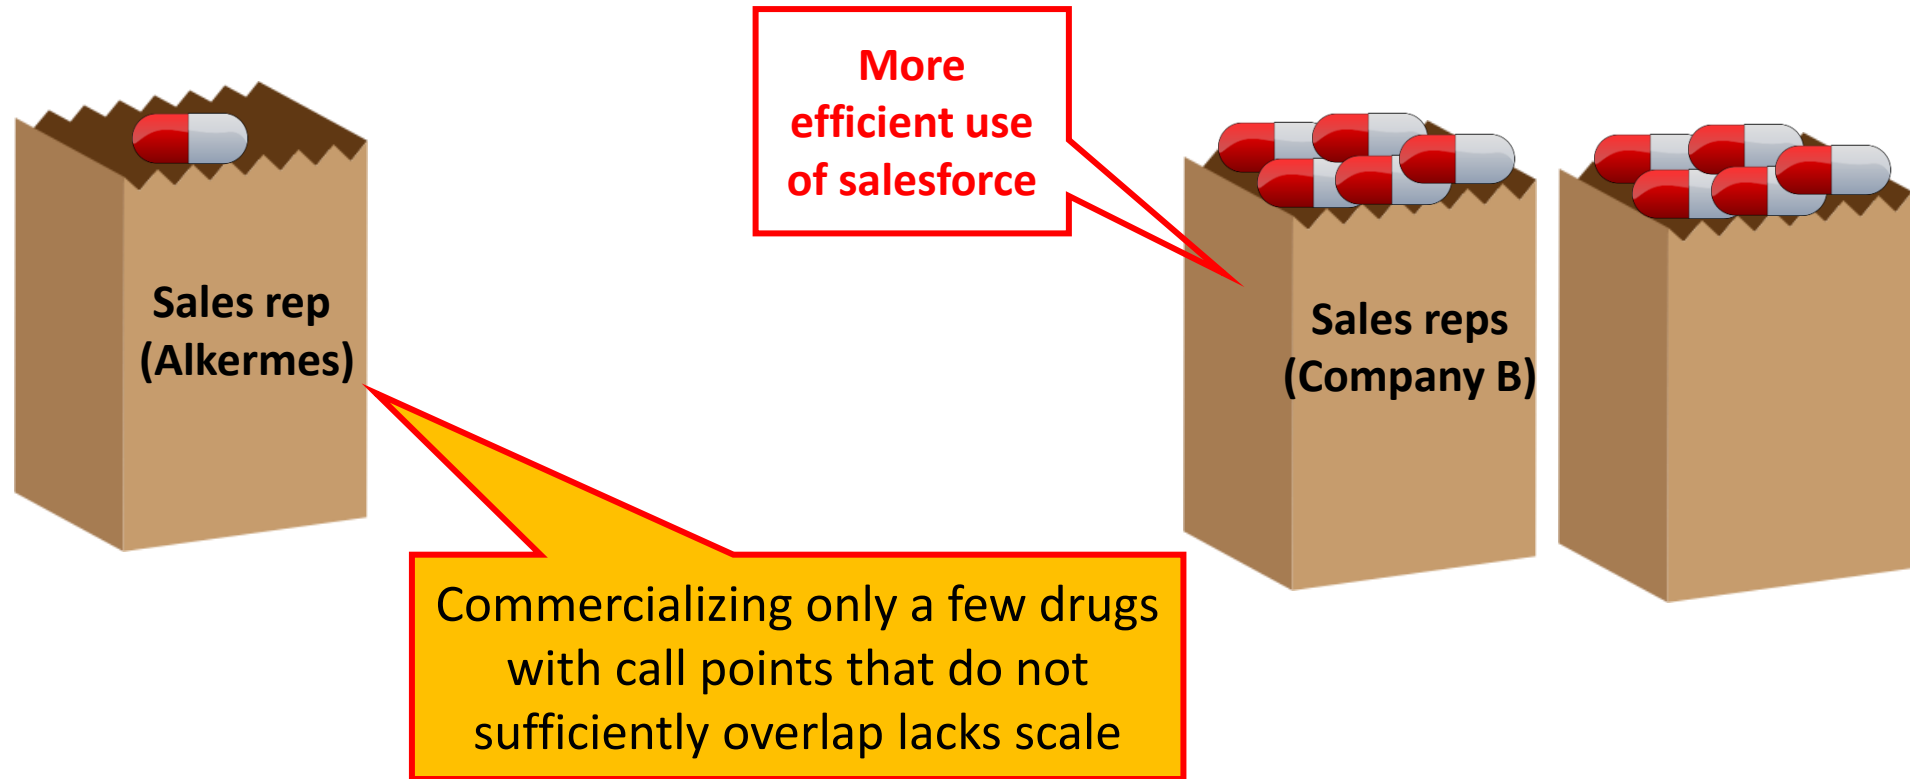 More
efficient use
of salesforce
Sales rep
(Alkermes)
Sales reps
(Company B)
Commercializing only a few drugs
with call points that do not
sufficiently overlap lacks scale